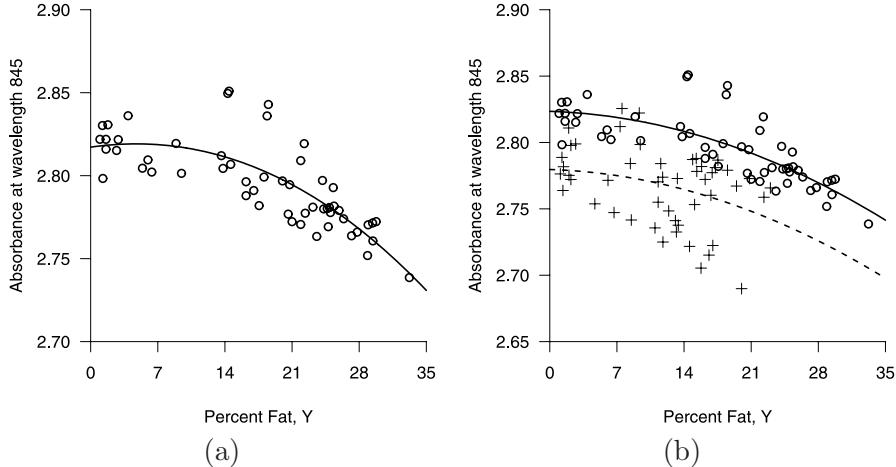 2.90
2.85
2.80
2.75
2.70
Absorbance at wavelength 845
0 7 14 21 28 35
Percent Fat, Y
(a)
2.90
2.85
2.80
2.75
2.70
2.65
Absorbance at wavelength 845
0 7 14 21 28 35
Percent Fat, Y
(b)